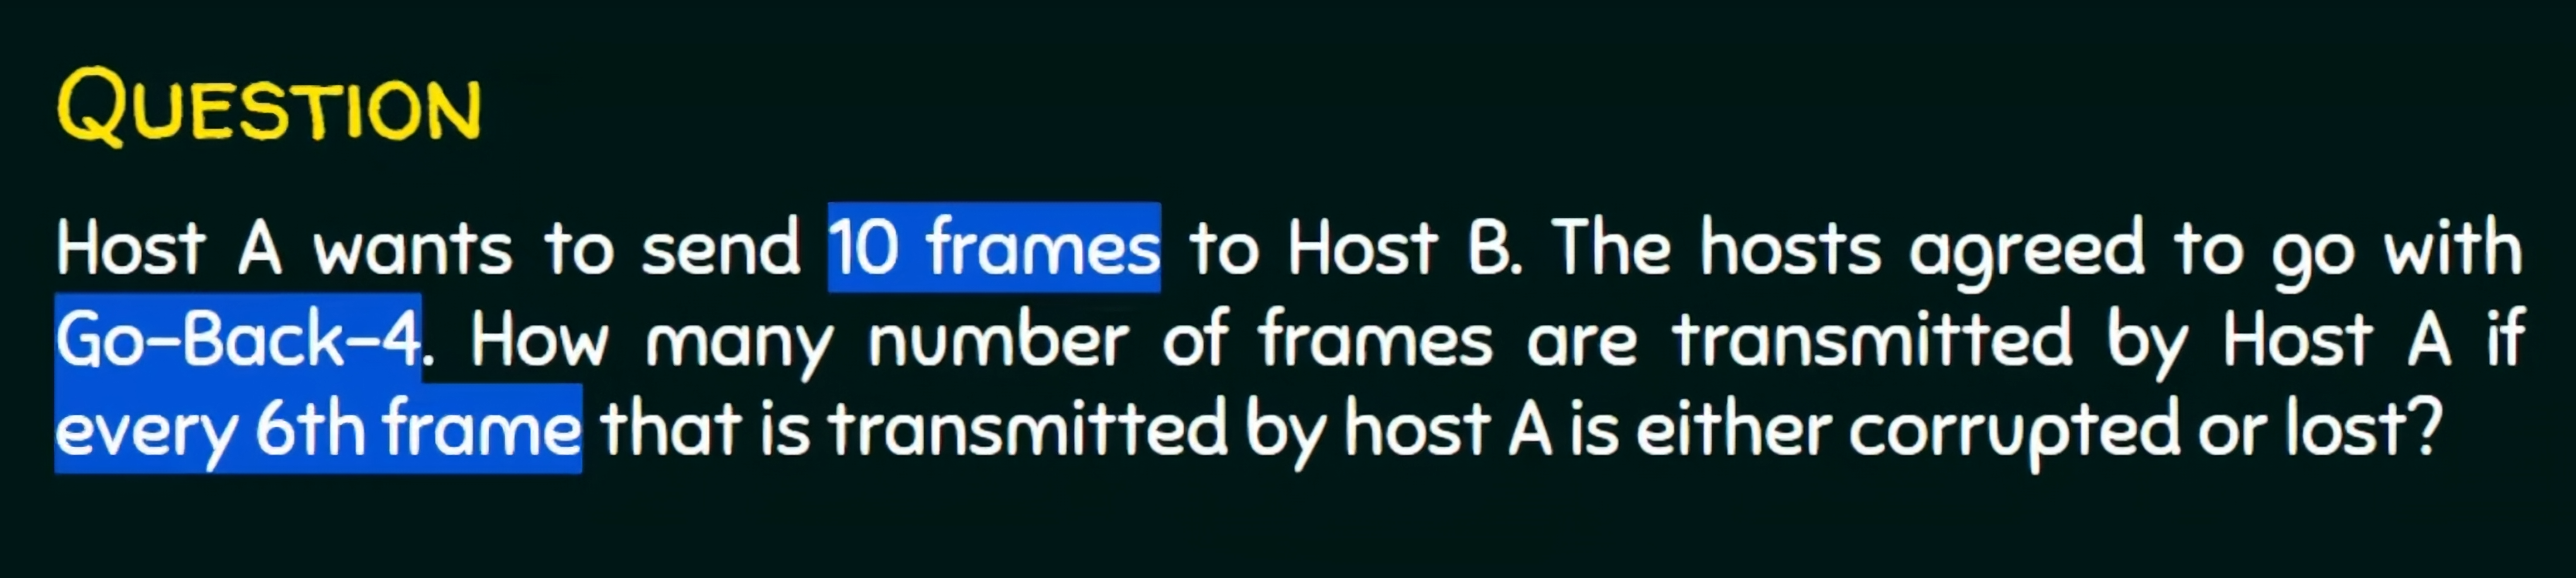 QUESTION
Host A wants to send 10 frames to Host B. The hosts agreed to go with
Go-Back-4. How many number of frames are transmitted by Host A if
every 6th frame that is transmitted by host A is either corrupted or lost?